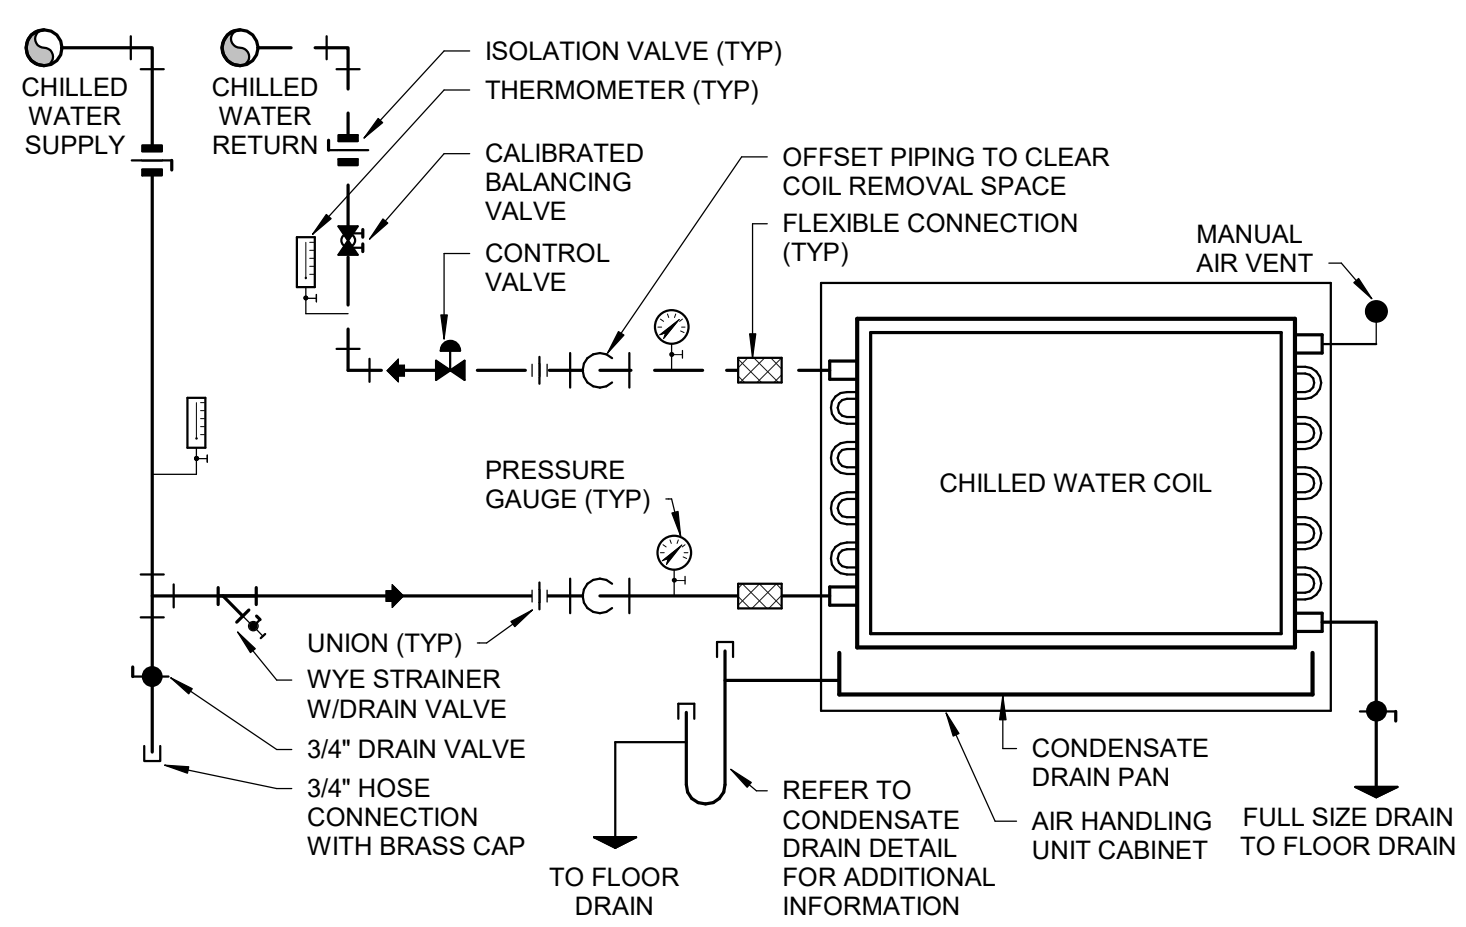 CHILLED
WATER
SUPPLY
CHILLED
WATER
RETURN
ISOLATION VALVE (TYP)
THERMOMETER (TYP)
CALIBRATED
BALANCING
VALVE
CONTROL
VALVE
OFFSET PIPING TO CLEAR
COIL REMOVAL SPACE
FLEXIBLE CONNECTION
(TYP)
MANUAL
AIR VENT
PRESSURE
GAUGE (TYP)
CHILLED WATER COIL
UNION (TYP)
WYE STRAINER
W/DRAIN VALVE
3/4" DRAIN VALVE
3/4" HOSE
CONNECTION
WITH BRASS CAP
TO FLOOR
DRAIN
REFER TO
CONDENSATE
DRAIN DETAIL
FOR ADDITIONAL
INFORMATION
CONDENSATE
DRAIN PAN
AIR HANDLING
UNIT CABINET
FULL SIZE DRAIN
TO FLOOR DRAIN